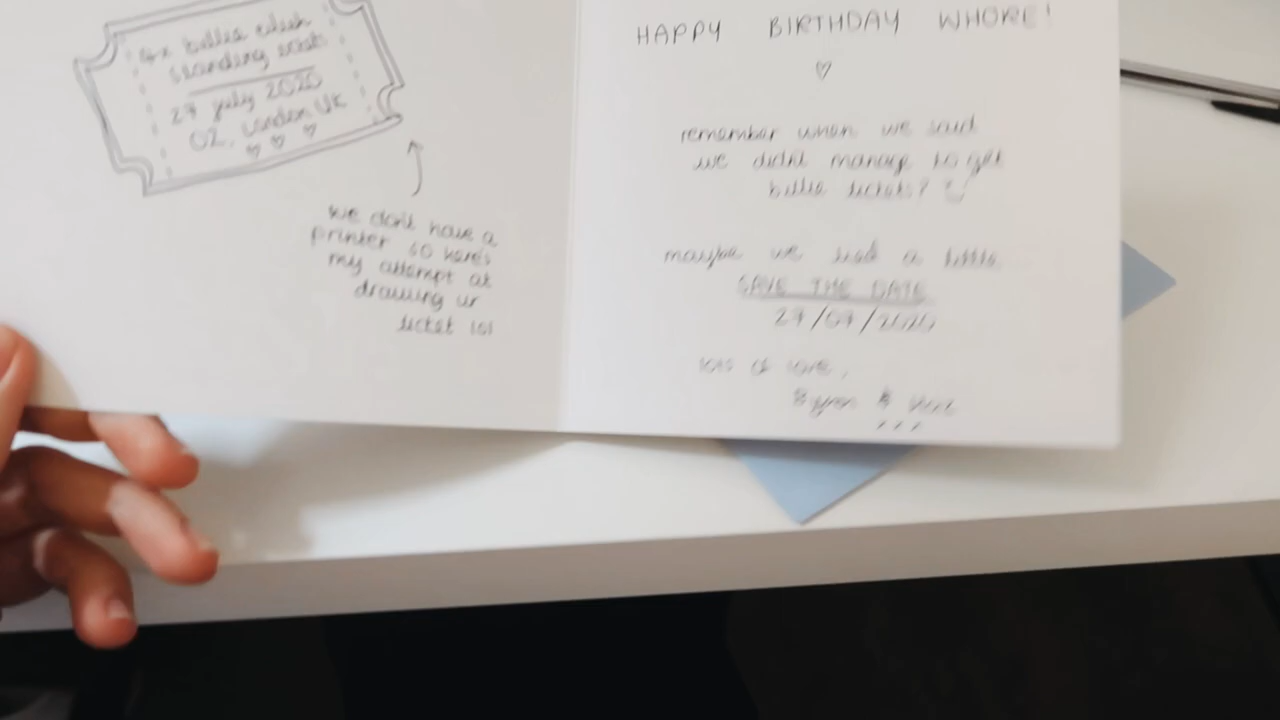 4x billie eilish
standing seats
27 july 2020
O2, London UK
we don't have a
printer so here's
my attempt at
drawing ur
ticket lol
HAPPY BIRTHDAY WHORE!
remember when we said
we didn't manage to get
billie tickets?
maybe we lied a little
SAVE THE DATE
27/07/2020
lots of love,
Byron &